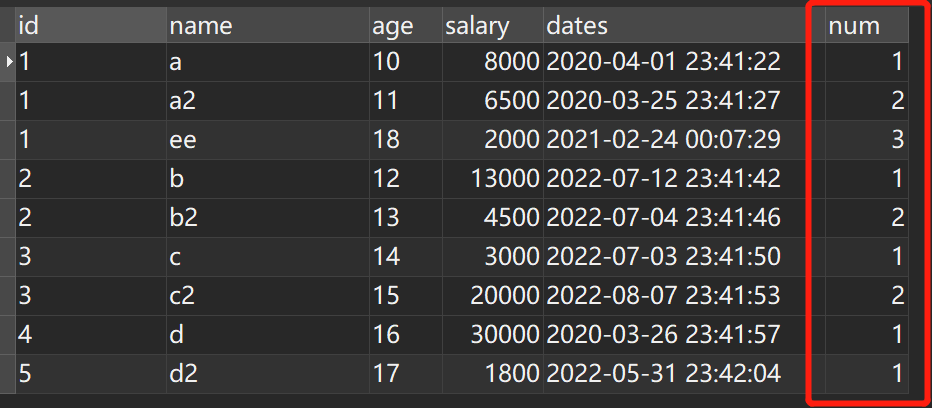 id name age salary dates num
1 a 10 8000 2020-04-01 23:41:22 1
1 a2 11 6500 2020-03-25 23:41:27 2
1 ee 18 2000 2021-02-24 00:07:29 3
2 b 12 13000 2022-07-12 23:41:42 1
2 b2 13 4500 2022-07-04 23:41:46 2
3 c 14 3000 2022-07-03 23:41:50 1
3 c2 15 20000 2022-08-07 23:41:53 2
4 d 16 30000 2020-03-26 23:41:57 1
5 d2 17 1800 2022-05-31 23:42:04 1